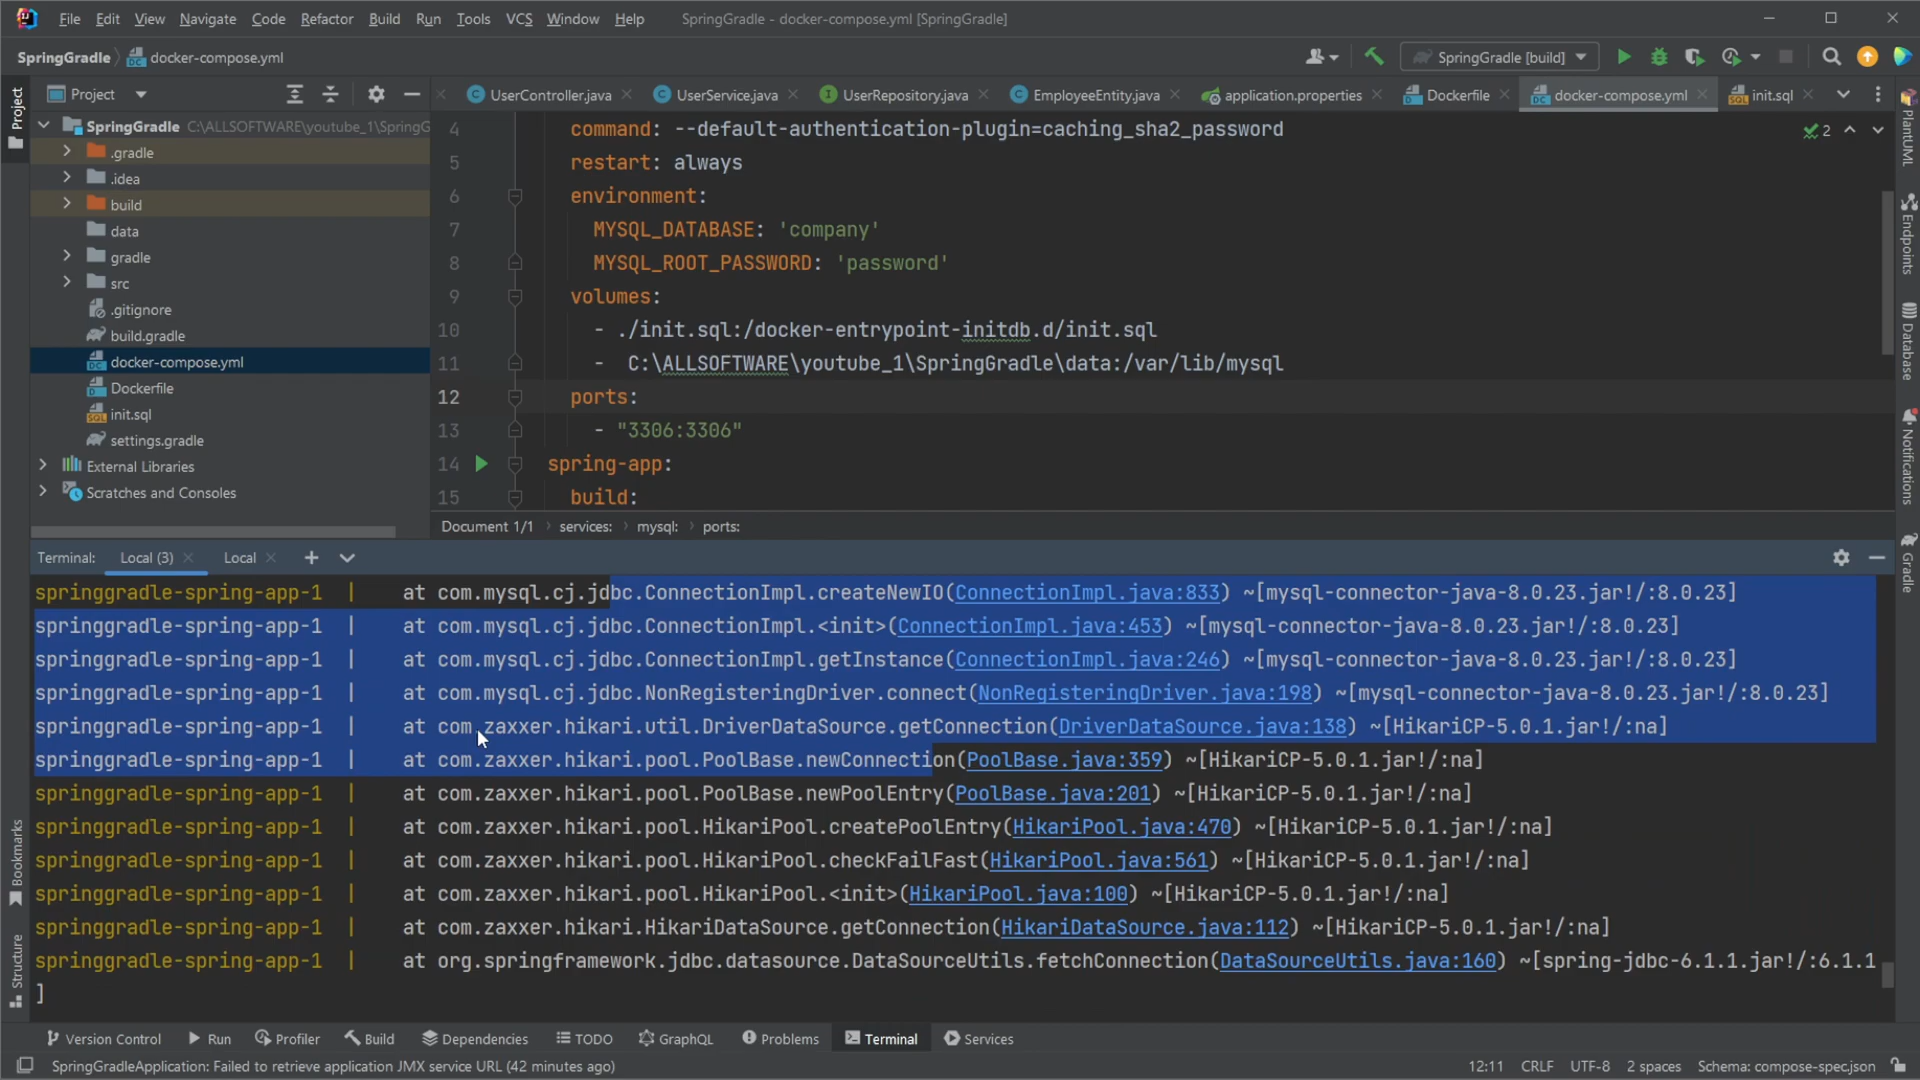 File Edit View Navigate Code Refactor Build Run Tools VCS Window Help SpringGradle - docker-compose.yml [SpringGradle]
SpringGradle docker-compose.yml SpringGradle [build]
Project UserController.java UserService.java UserRepository.java EmployeeEntity.java application.properties Dockerfile docker-compose.yml init.sql
SpringGradle C:\ALLSOFTWARE\youtube_1\SpringG
.gradle
.idea
build
data
gradle
src
.gitignore
build.gradle
docker-compose.yml
Dockerfile
init.sql
settings.gradle
External Libraries
Scratches and Consoles
Project
Bookmarks
Structure
4 command: --default-authentication-plugin=caching_sha2_password
5 restart: always
6 environment:
7 MYSQL_DATABASE: 'company'
8 MYSQL_ROOT_PASSWORD: 'password'
9 volumes:
10 - ./init.sql:/docker-entrypoint-initdb.d/init.sql
11 - C:\ALLSOFTWARE\youtube_1\SpringGradle\data:/var/lib/mysql
12 ports:
13 - "3306:3306"
14 spring-app:
15 build:
2
PlantUML
Endpoints
Database
Notifications
Gradle
Document 1/1 services: mysql: ports:
Terminal: Local (3) Local
springgradle-spring-app-1 | at com.mysql.cj.jdbc.ConnectionImpl.createNewIO(ConnectionImpl.java:833) ~[mysql-connector-java-8.0.23.jar!/:8.0.23]
springgradle-spring-app-1 | at com.mysql.cj.jdbc.ConnectionImpl.<init>(ConnectionImpl.java:453) ~[mysql-connector-java-8.0.23.jar!/:8.0.23]
springgradle-spring-app-1 | at com.mysql.cj.jdbc.ConnectionImpl.getInstance(ConnectionImpl.java:246) ~[mysql-connector-java-8.0.23.jar!/:8.0.23]
springgradle-spring-app-1 | at com.mysql.cj.jdbc.NonRegisteringDriver.connect(NonRegisteringDriver.java:198) ~[mysql-connector-java-8.0.23.jar!/:8.0.23]
springgradle-spring-app-1 | at com.zaxxer.hikari.util.DriverDataSource.getConnection(DriverDataSource.java:138) ~[HikariCP-5.0.1.jar!/:na]
springgradle-spring-app-1 | at com.zaxxer.hikari.pool.PoolBase.newConnection(PoolBase.java:359) ~[HikariCP-5.0.1.jar!/:na]
springgradle-spring-app-1 | at com.zaxxer.hikari.pool.PoolBase.newPoolEntry(PoolBase.java:201) ~[HikariCP-5.0.1.jar!/:na]
springgradle-spring-app-1 | at com.zaxxer.hikari.pool.HikariPool.createPoolEntry(HikariPool.java:470) ~[HikariCP-5.0.1.jar!/:na]
springgradle-spring-app-1 | at com.zaxxer.hikari.pool.HikariPool.checkFailFast(HikariPool.java:561) ~[HikariCP-5.0.1.jar!/:na]
springgradle-spring-app-1 | at com.zaxxer.hikari.pool.HikariPool.<init>(HikariPool.java:100) ~[HikariCP-5.0.1.jar!/:na]
springgradle-spring-app-1 | at com.zaxxer.hikari.HikariDataSource.getConnection(HikariDataSource.java:112) ~[HikariCP-5.0.1.jar!/:na]
springgradle-spring-app-1 | at org.springframework.jdbc.datasource.DataSourceUtils.fetchConnection(DataSourceUtils.java:160) ~[spring-jdbc-6.1.1.jar!/:6.1.1
]
Version Control Run Profiler Build Dependencies TODO GraphQL Problems Terminal Services
SpringGradleApplication: Failed to retrieve application JMX service URL (42 minutes ago) 12:11 CRLF UTF-8 2 spaces Schema: compose-spec.json